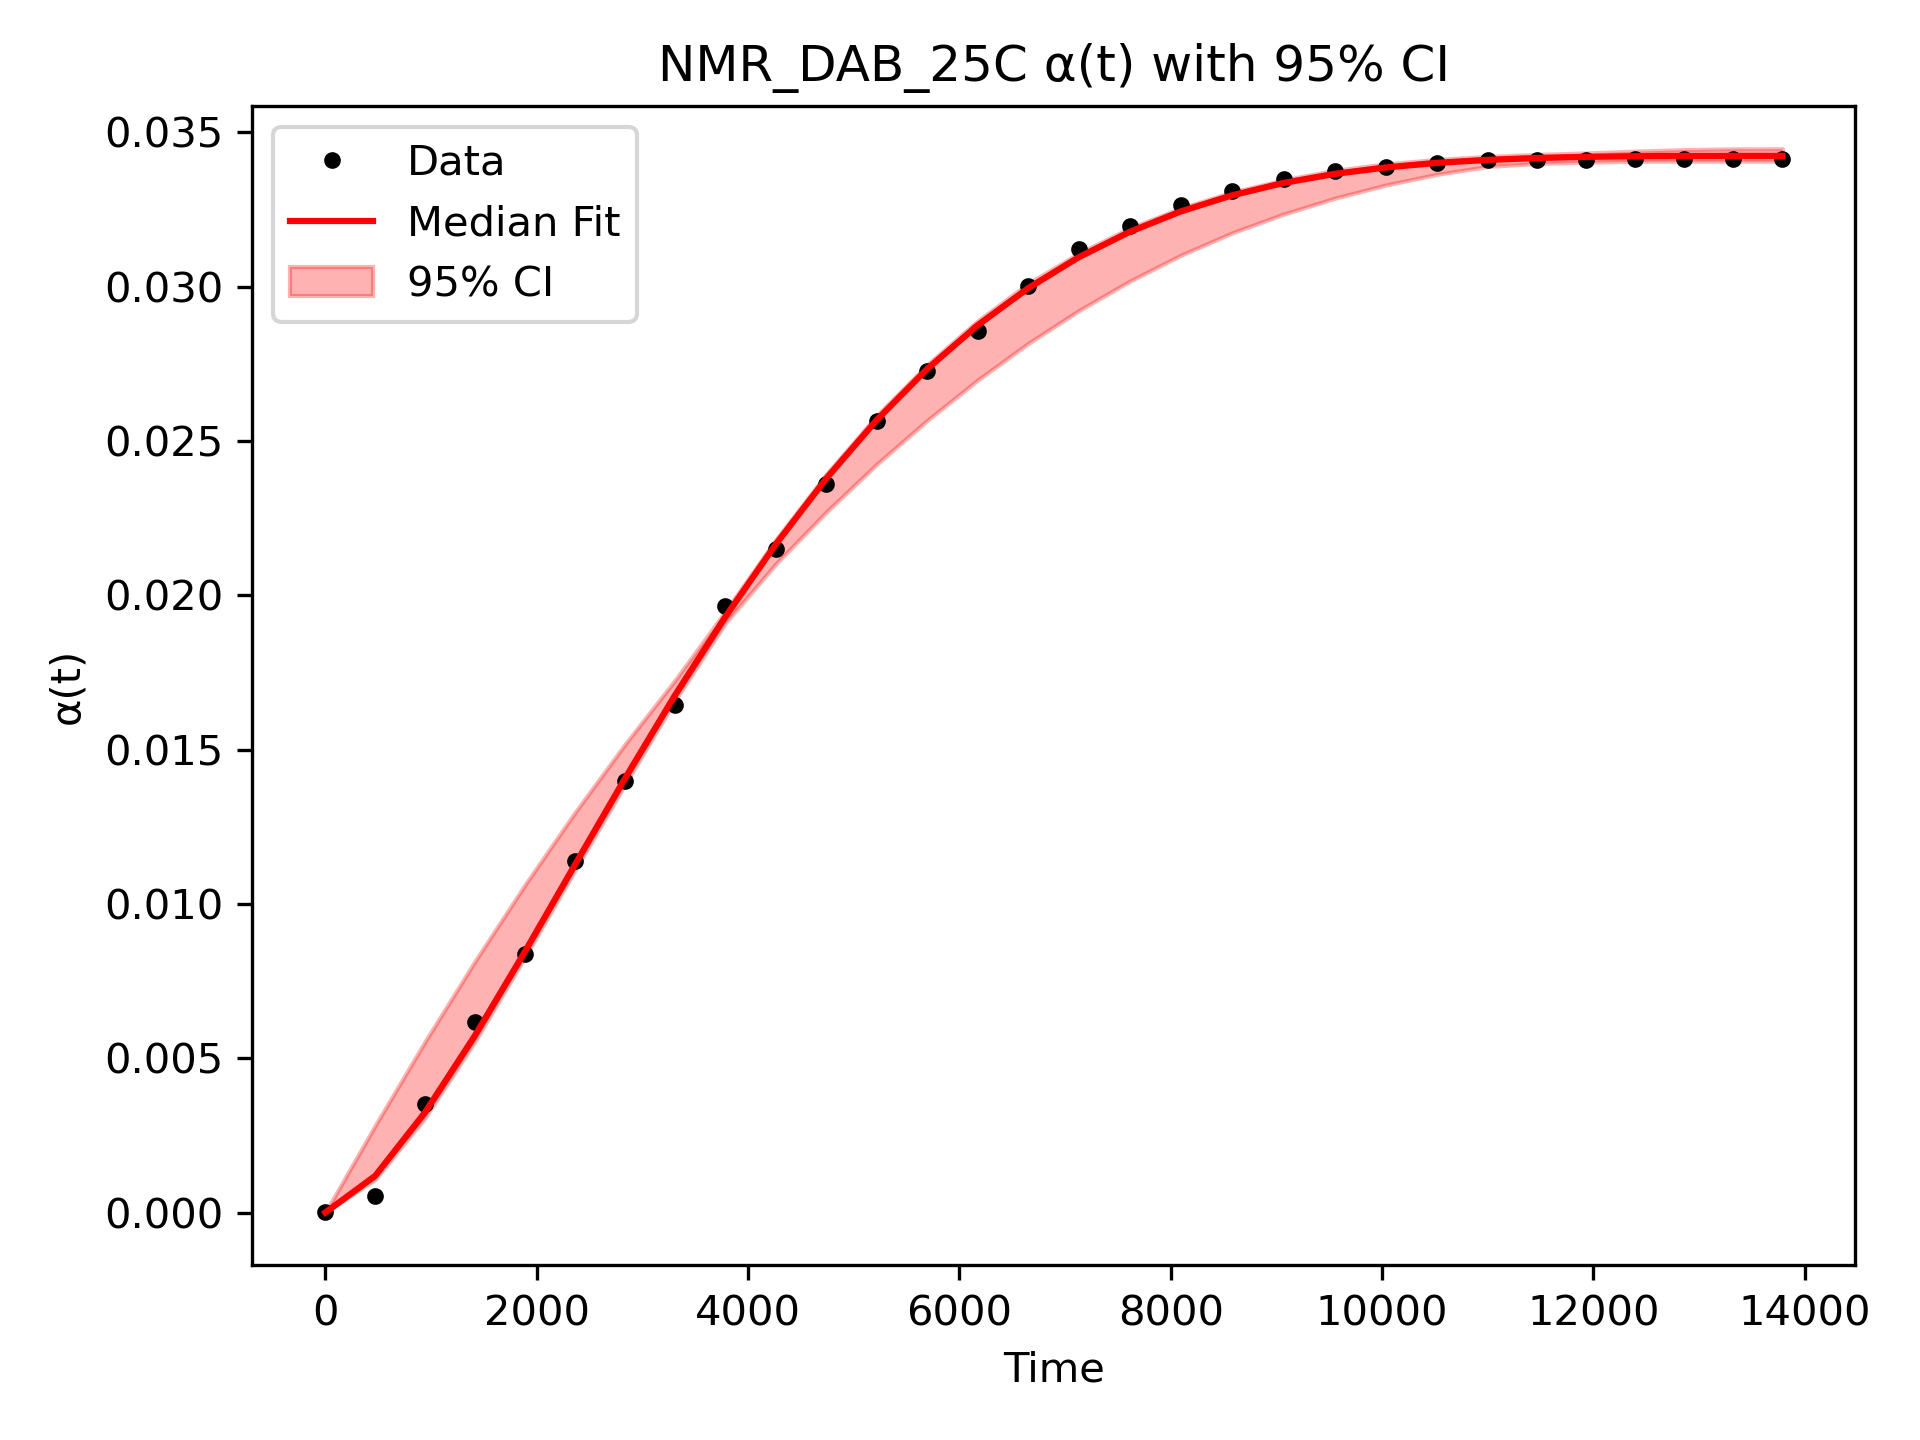 NMR_DAB_25C α(t) with 95% CI
Data
Median Fit
95% CI
0.035
0.030
0.025
0.020
0.015
0.010
0.005
0.000
α(t)
0 2000 4000 6000 8000 10000 12000 14000
Time